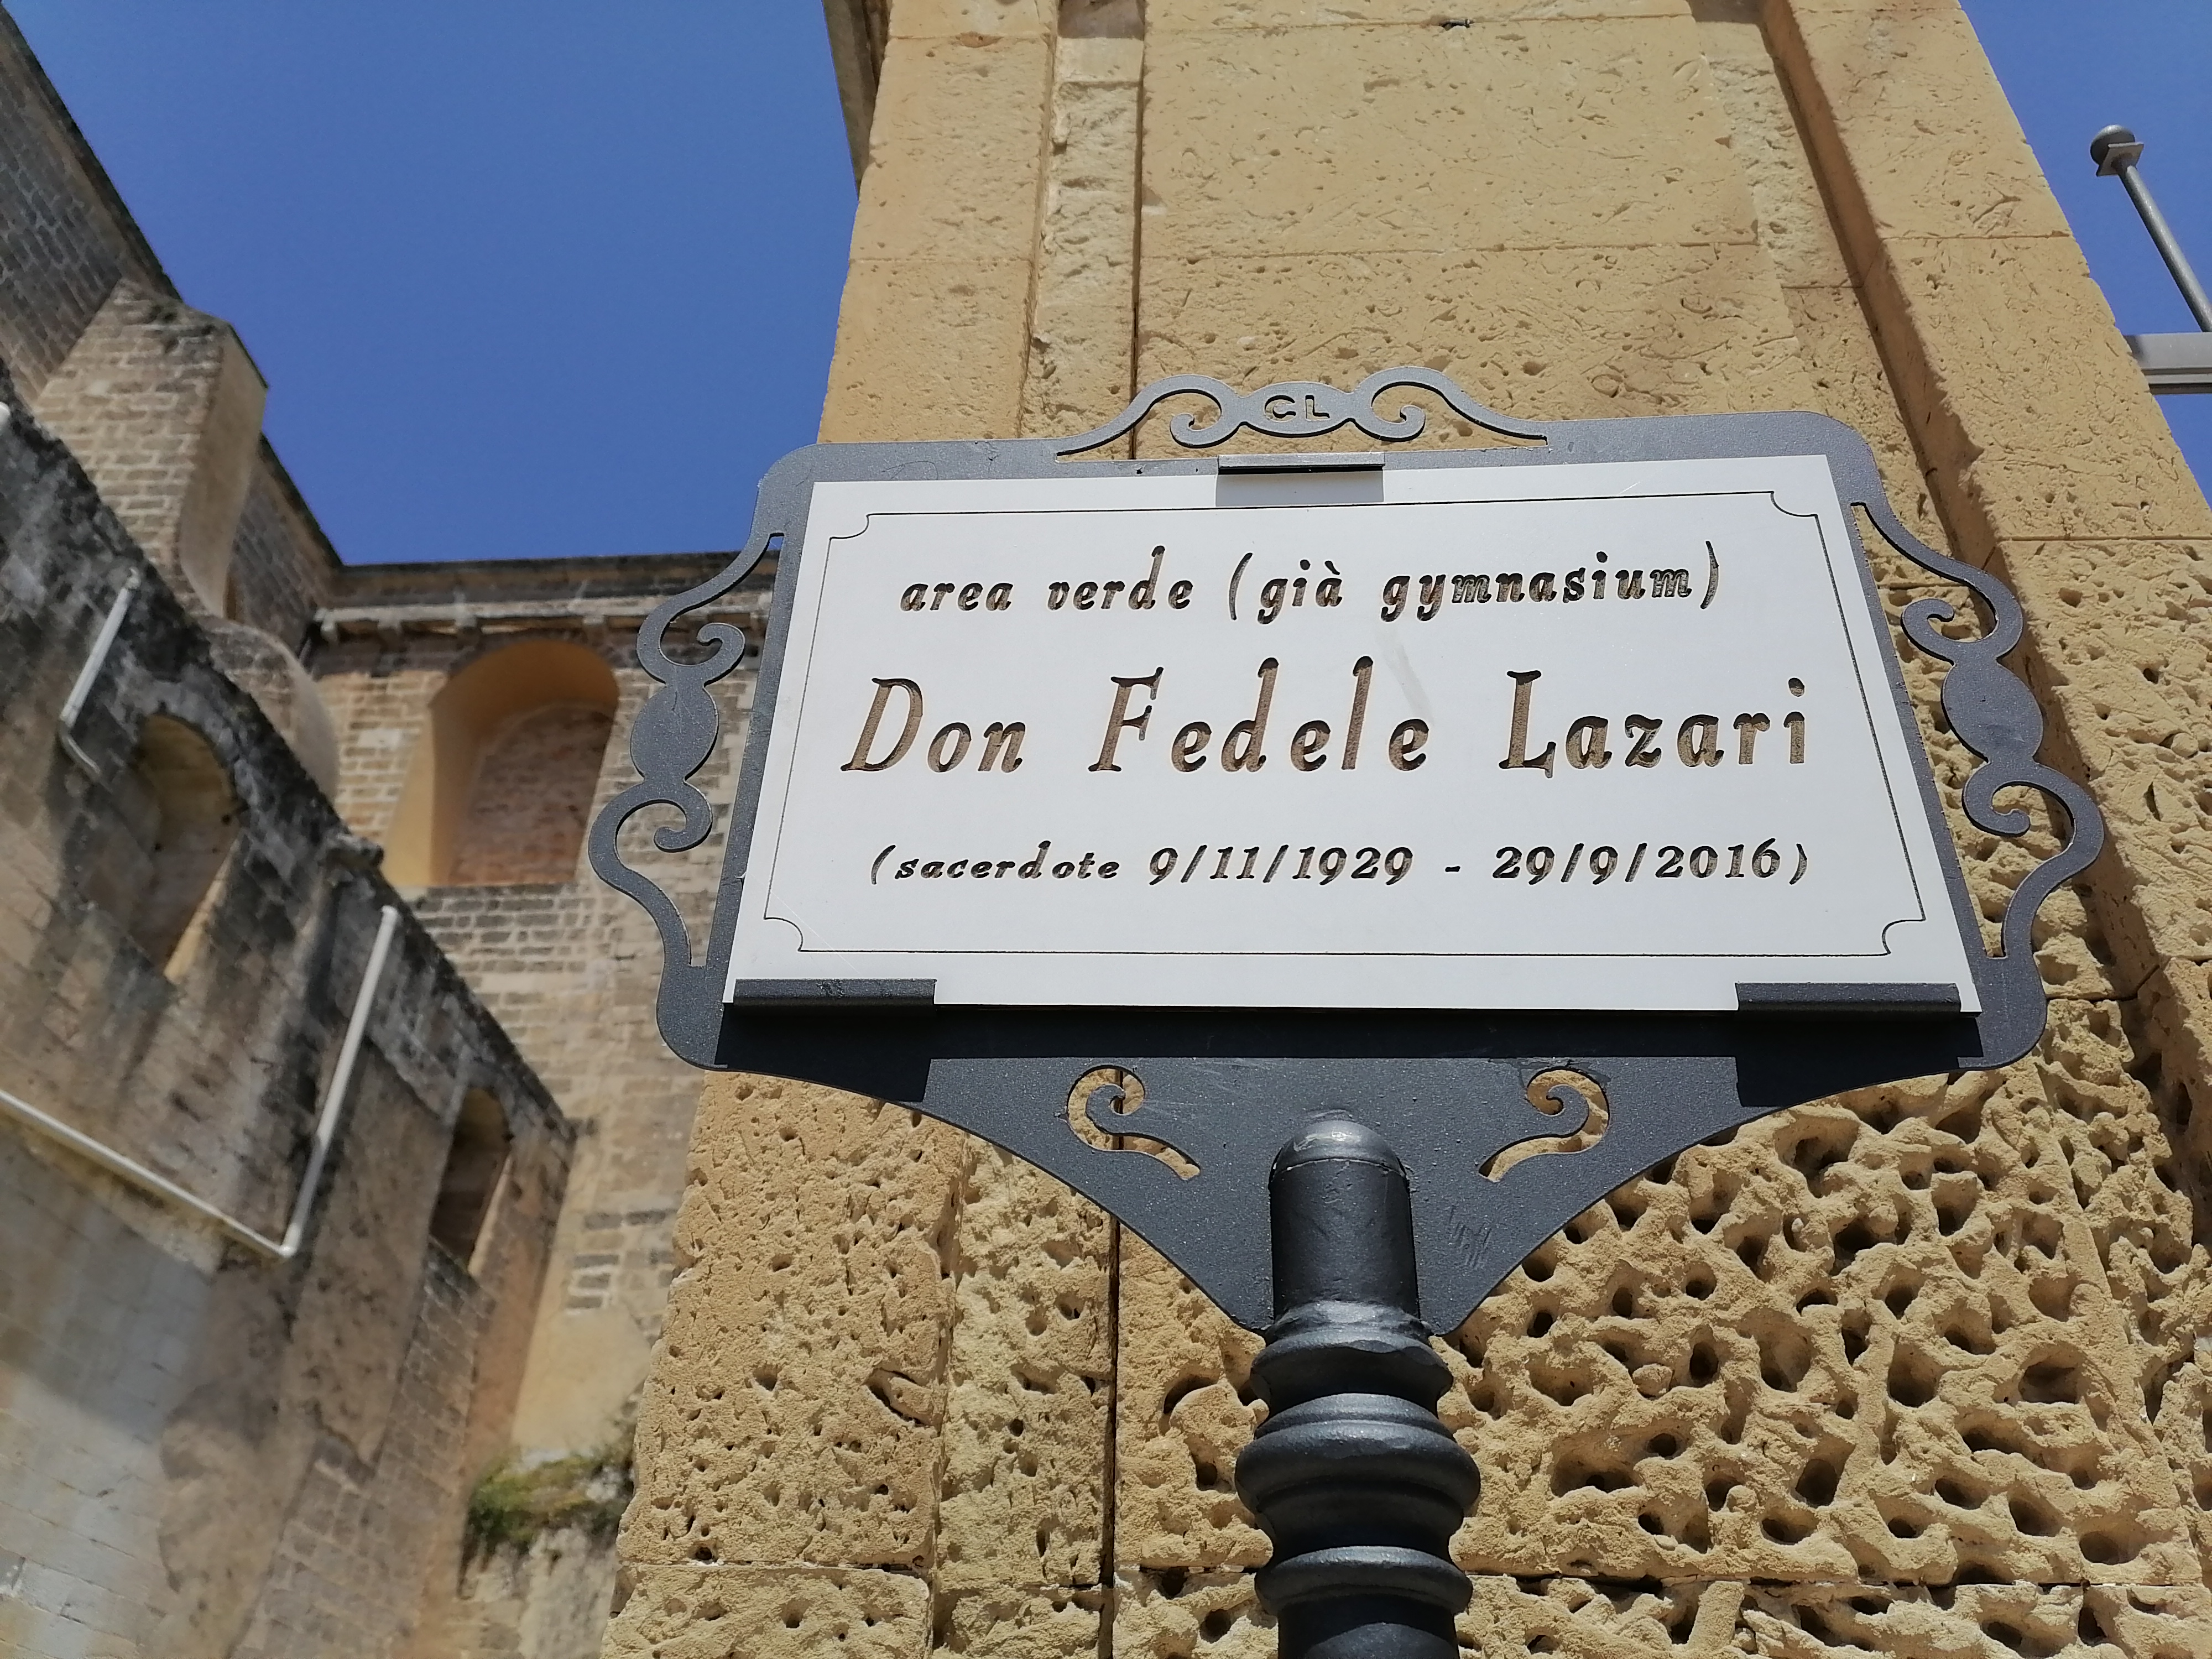 CL
area verde (già gymnasium)
Don Fedele Lazari
(sacerdote 9/11/1929 - 29/9/2016)